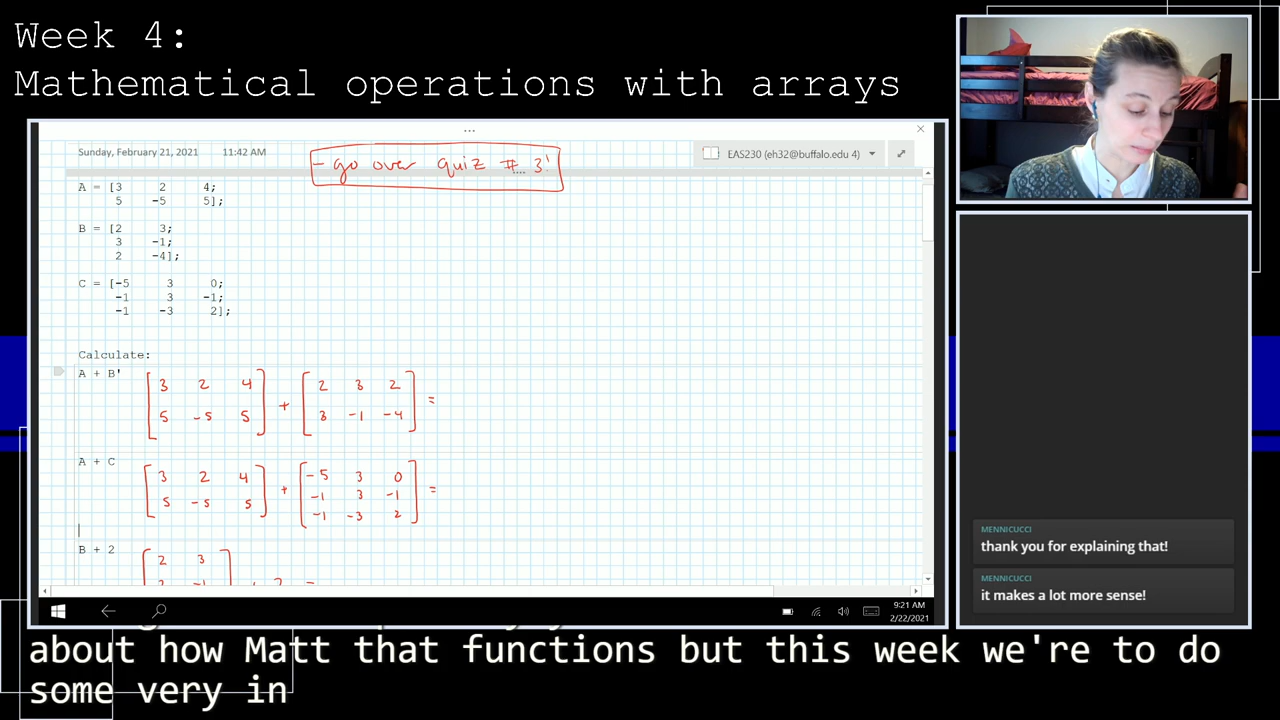 Week 4:
Mathematical operations with arrays
...
Sunday, February 21, 2021 11:42 AM
- go over quiz # 3!
EAS230 (eh32@buffalo.edu 4)
A = [3 2 4;
5 -5 5];
B = [2 3;
3 -1;
2 -4];
C = [-5 3 0;
-1 3 -1;
-1 -3 2];
Calculate:
A + B'
3 2 4 2 3 2
5 -5 5 + 3 -1 -4 =
A + C
3 2 4 -5 3 0
5 -5 5 + -1 3 -1 =
-1 -3 2
B + 2
2 3
-1 + 2 =
9:21 AM
2/22/2021
MENNICUCCI
thank you for explaining that!
MENNICUCCI
it makes a lot more sense!
about how Matt that functions but this week we're to do
some very in